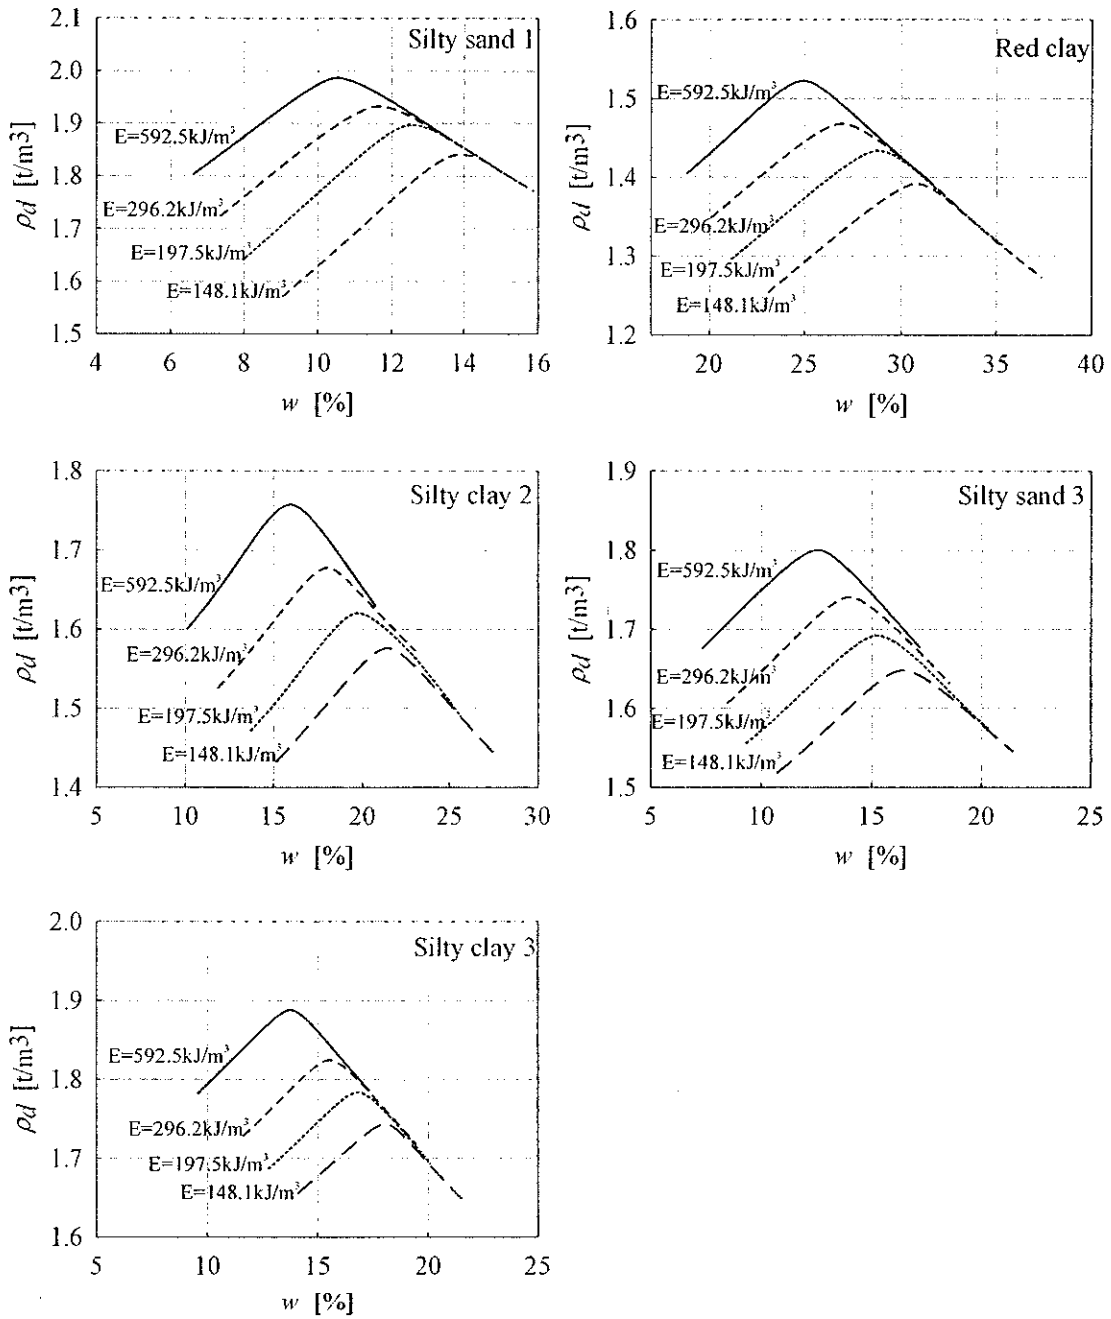 2.1
2.0
1.9
1.8
1.7
1.6
1.5
ρd [t/m3]
Silty sand 1
E=592.5kJ/m³
E=296.2kJ/m³
E=197.5kJ/m³
E=148.1kJ/m³
4 6 8 10 12 14 16
w [%]
1.6
1.5
1.4
1.3
1.2
ρd [t/m3]
Red clay
E=592.5kJ/m³
E=296.2kJ/m³
E=197.5kJ/m³
E=148.1kJ/m³
20 25 30 35 40
w [%]
1.8
1.7
1.6
1.5
1.4
ρd [t/m3]
Silty clay 2
E=592.5kJ/m³
E=296.2kJ/m³
E=197.5kJ/m³
E=148.1kJ/m³
5 10 15 20 25 30
w [%]
1.9
1.8
1.7
1.6
1.5
ρd [t/m3]
Silty sand 3
E=592.5kJ/m³
E=296.2kJ/m³
E=197.5kJ/m³
E=148.1kJ/m³
5 10 15 20 25
w [%]
2.0
1.9
1.8
1.7
1.6
ρd [t/m3]
Silty clay 3
E=592.5kJ/m³
E=296.2kJ/m³
E=197.5kJ/m³
E=148.1kJ/m³
5 10 15 20 25
w [%]